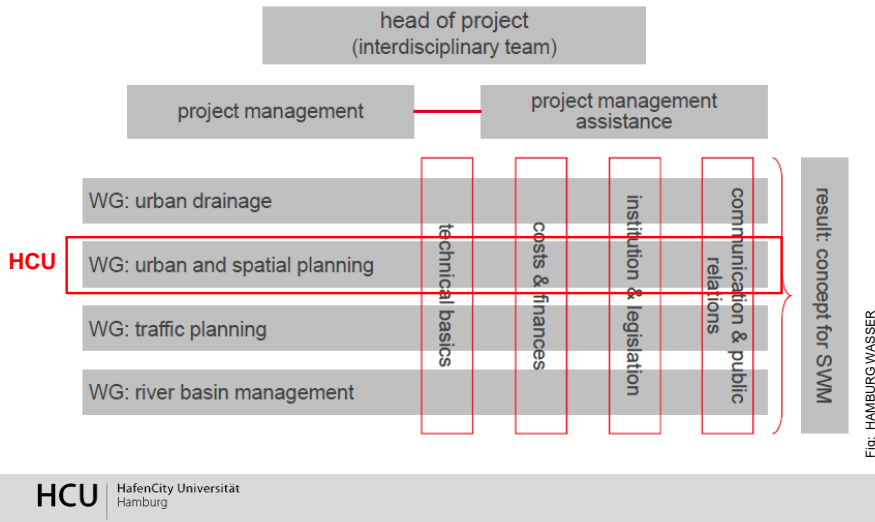 head of project
(interdisciplinary team)
project management
project management
assistance
WG: urban drainage
HCU
WG: urban and spatial planning
WG: traffic planning
WG: river basin management
technical basics
costs & finances
institution & legislation
communication & public
relations
result: concept for SWM
Fig: HAMBURG WASSER
HCU
HafenCity Universität
Hamburg